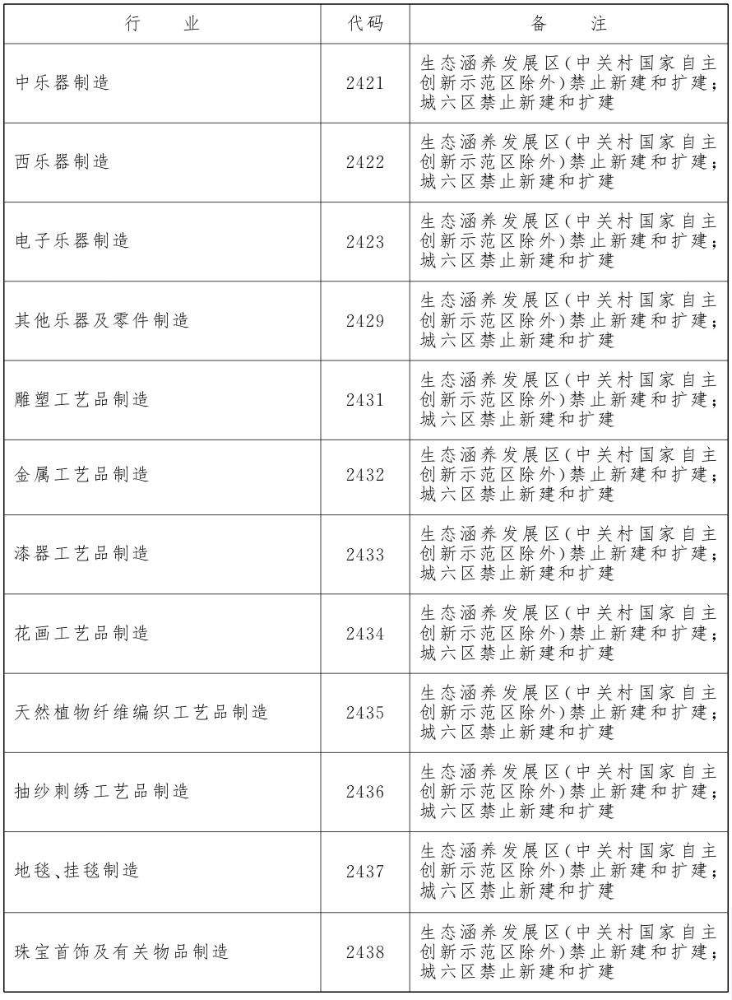 行 业 代码 备 注
中乐器制造 2421 生态涵养发展区(中关村国家自主
创新示范区除外)禁止新建和扩建;
城六区禁止新建和扩建
西乐器制造 2422 生态涵养发展区(中关村国家自主
创新示范区除外)禁止新建和扩建;
城六区禁止新建和扩建
电子乐器制造 2423 生态涵养发展区(中关村国家自主
创新示范区除外)禁止新建和扩建;
城六区禁止新建和扩建
其他乐器及零件制造 2429 生态涵养发展区(中关村国家自主
创新示范区除外)禁止新建和扩建;
城六区禁止新建和扩建
雕塑工艺品制造 2431 生态涵养发展区(中关村国家自主
创新示范区除外)禁止新建和扩建;
城六区禁止新建和扩建
金属工艺品制造 2432 生态涵养发展区(中关村国家自主
创新示范区除外)禁止新建和扩建;
城六区禁止新建和扩建
漆器工艺品制造 2433 生态涵养发展区(中关村国家自主
创新示范区除外)禁止新建和扩建;
城六区禁止新建和扩建
花画工艺品制造 2434 生态涵养发展区(中关村国家自主
创新示范区除外)禁止新建和扩建;
城六区禁止新建和扩建
天然植物纤维编织工艺品制造 2435 生态涵养发展区(中关村国家自主
创新示范区除外)禁止新建和扩建;
城六区禁止新建和扩建
抽纱刺绣工艺品制造 2436 生态涵养发展区(中关村国家自主
创新示范区除外)禁止新建和扩建;
城六区禁止新建和扩建
地毯、挂毯制造 2437 生态涵养发展区(中关村国家自主
创新示范区除外)禁止新建和扩建;
城六区禁止新建和扩建
珠宝首饰及有关物品制造 2438 生态涵养发展区(中关村国家自主
创新示范区除外)禁止新建和扩建;
城六区禁止新建和扩建